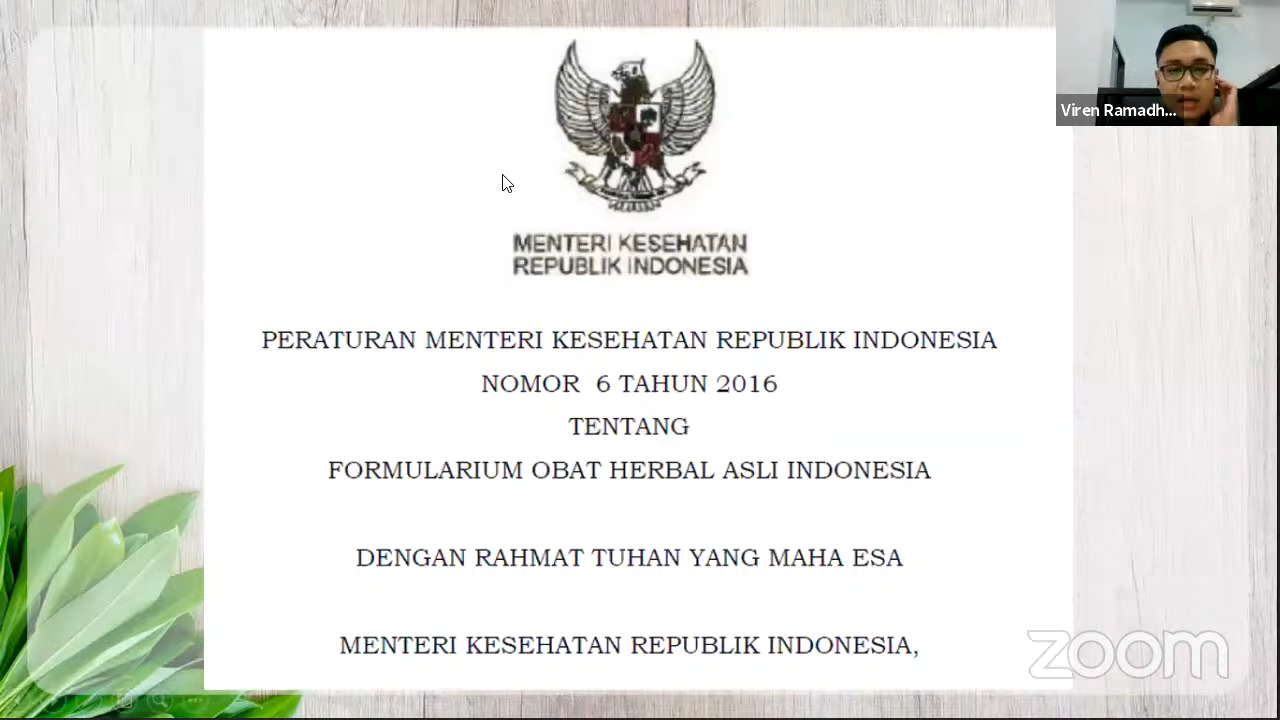 MENTERI KESEHATAN
REPUBLIK INDONESIA
PERATURAN MENTERI KESEHATAN REPUBLIK INDONESIA
NOMOR 6 TAHUN 2016
TENTANG
FORMULARIUM OBAT HERBAL ASLI INDONESIA
DENGAN RAHMAT TUHAN YANG MAHA ESA
MENTERI KESEHATAN REPUBLIK INDONESIA,
Viren Ramadh...
zoom